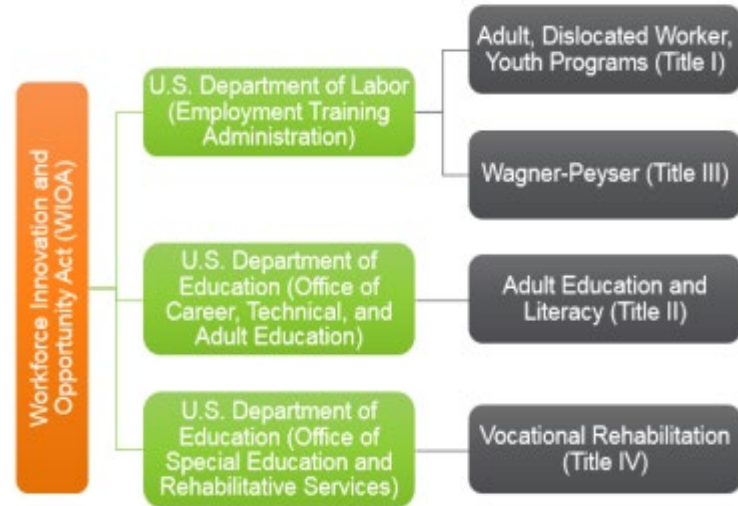 Workforce Innovation and
Opportunity Act (WIOA)
U.S. Department of Labor
(Employment Training
Administration)
Adult, Dislocated Worker,
Youth Programs (Title I)
Wagner-Peyser (Title III)
U.S. Department of
Education (Office of
Career, Technical, and
Adult Education)
Adult Education and
Literacy (Title II)
U.S. Department of
Education (Office of
Special Education and
Rehabilitative Services)
Vocational Rehabilitation
(Title IV)